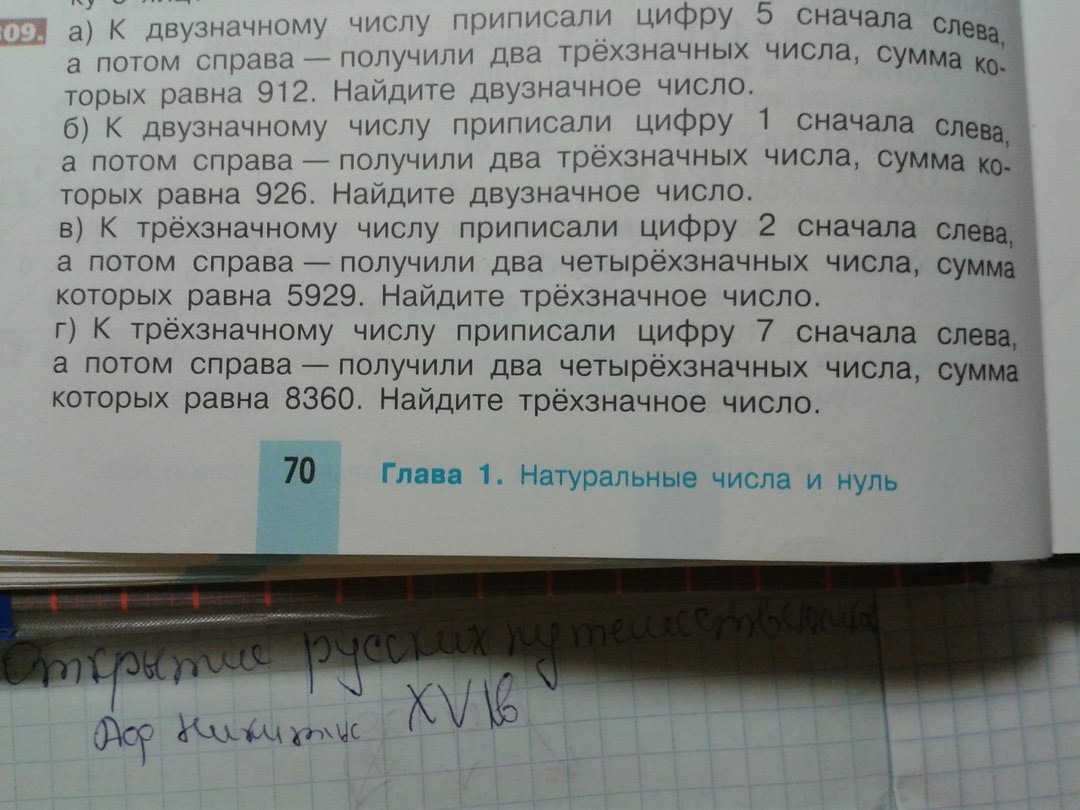 809.
а) К двузначному числу приписали цифру 5 сначала слева,
а потом справа — получили два трёхзначных числа, сумма ко-
торых равна 912. Найдите двузначное число.
б) К двузначному числу приписали цифру 1 сначала слева,
а потом справа — получили два трёхзначных числа, сумма ко-
торых равна 926. Найдите двузначное число.
в) К трёхзначному числу приписали цифру 2 сначала слева,
а потом справа — получили два четырёхзначных числа, сумма
которых равна 5929. Найдите трёхзначное число.
г) К трёхзначному числу приписали цифру 7 сначала слева,
а потом справа — получили два четырёхзначных числа, сумма
которых равна 8360. Найдите трёхзначное число.
70 Глава 1. Натуральные числа и нуль
Открытие русских
XV в